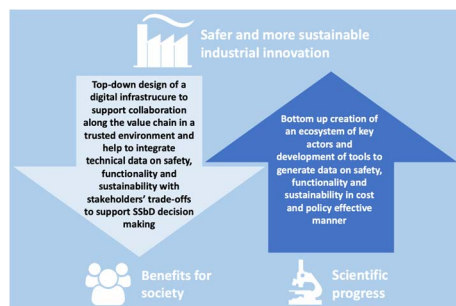 Safer and more sustainable
industrial innovation
Top-down design of a
digital infrastrucure to
support collaboration
along the value chain in a
trusted environment and
help to integrate
technical data on safety,
functionality and
sustainability with
stakeholders' trade-offs
to support SSbD decision
making
Bottom up creation of
an ecosystem of key
actors and
development of tools to
generate data on safety,
functionality and
sustainability in cost
and policy effective
manner
Benefits for
society
Scientific
progress